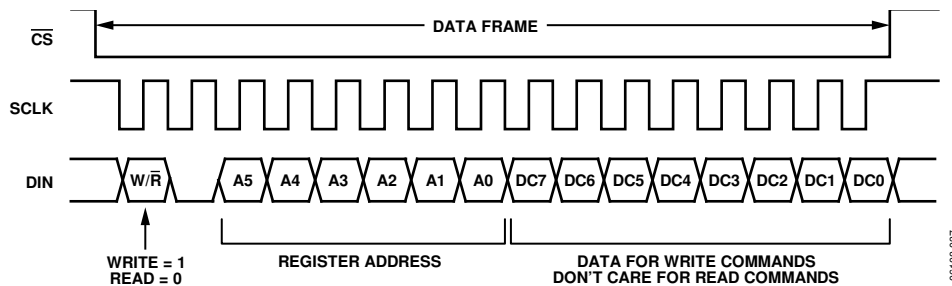 DATA FRAME
CS
SCLK
DIN
W/R A5 A4 A3 A2 A1 A0 DC7 DC6 DC5 DC4 DC3 DC2 DC1 DC0
WRITE = 1
READ = 0
REGISTER ADDRESS
DATA FOR WRITE COMMANDS
DON'T CARE FOR READ COMMANDS